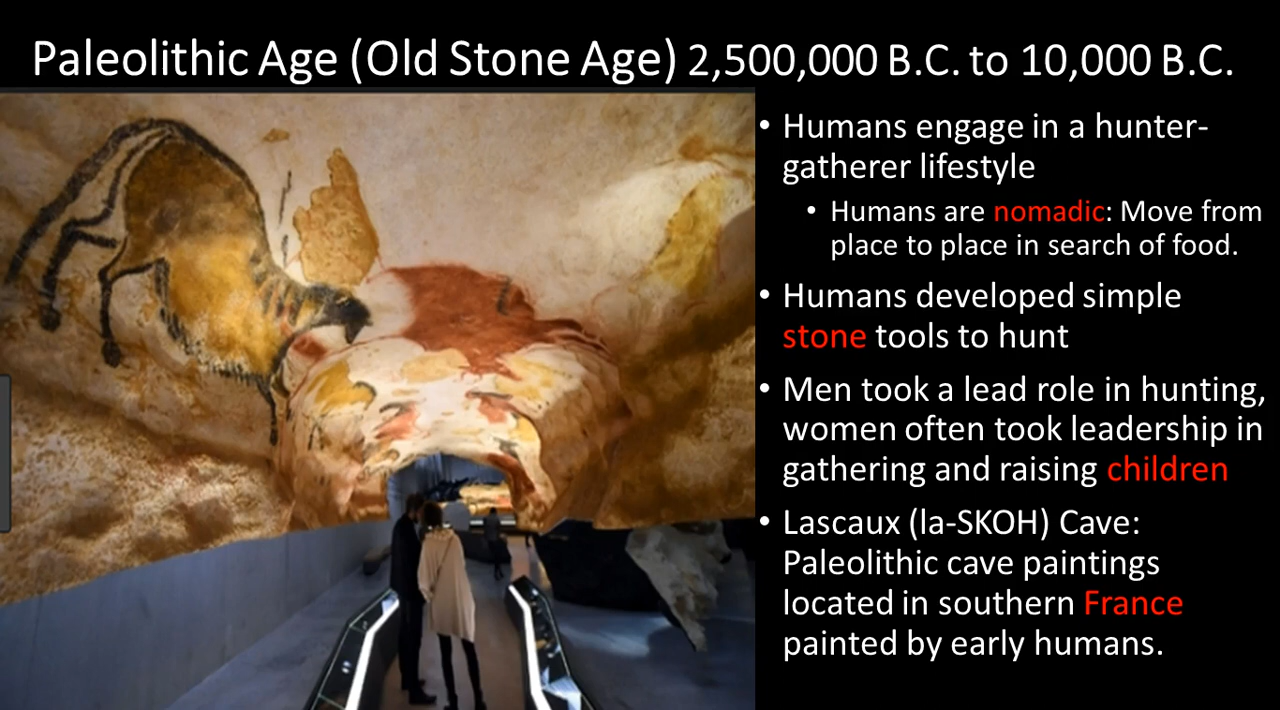 Paleolithic Age (Old Stone Age) 2,500,000 B.C. to 10,000 B.C.
• Humans engage in a hunter-
gatherer lifestyle
• Humans are nomadic: Move from
place to place in search of food.
• Humans developed simple
stone tools to hunt
• Men took a lead role in hunting,
women often took leadership in
gathering and raising children
• Lascaux (la-SKOH) Cave:
Paleolithic cave paintings
located in southern France
painted by early humans.